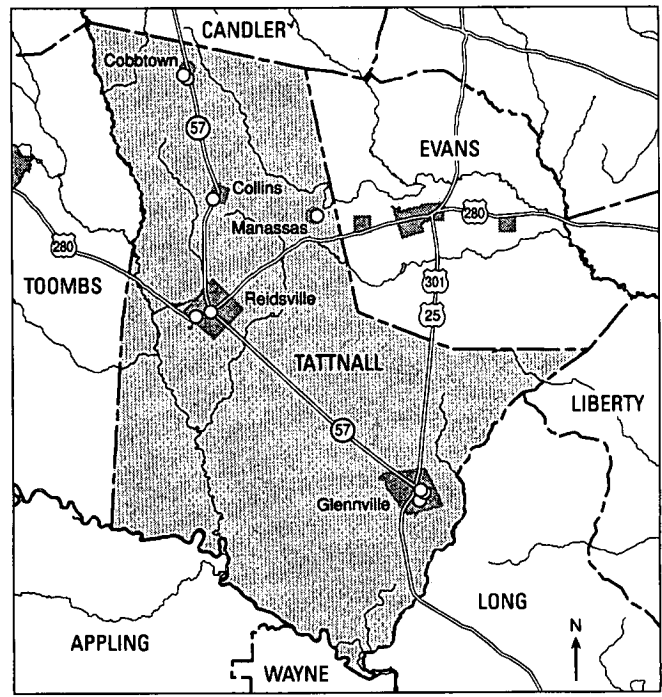 CANDLER
Cobbtown
57
EVANS
Collins
Manassas
280
280
TOOMBS
301
Reidsville
25
TATTNALL
LIBERTY
57
Glennville
LONG
N
APPLING
WAYNE